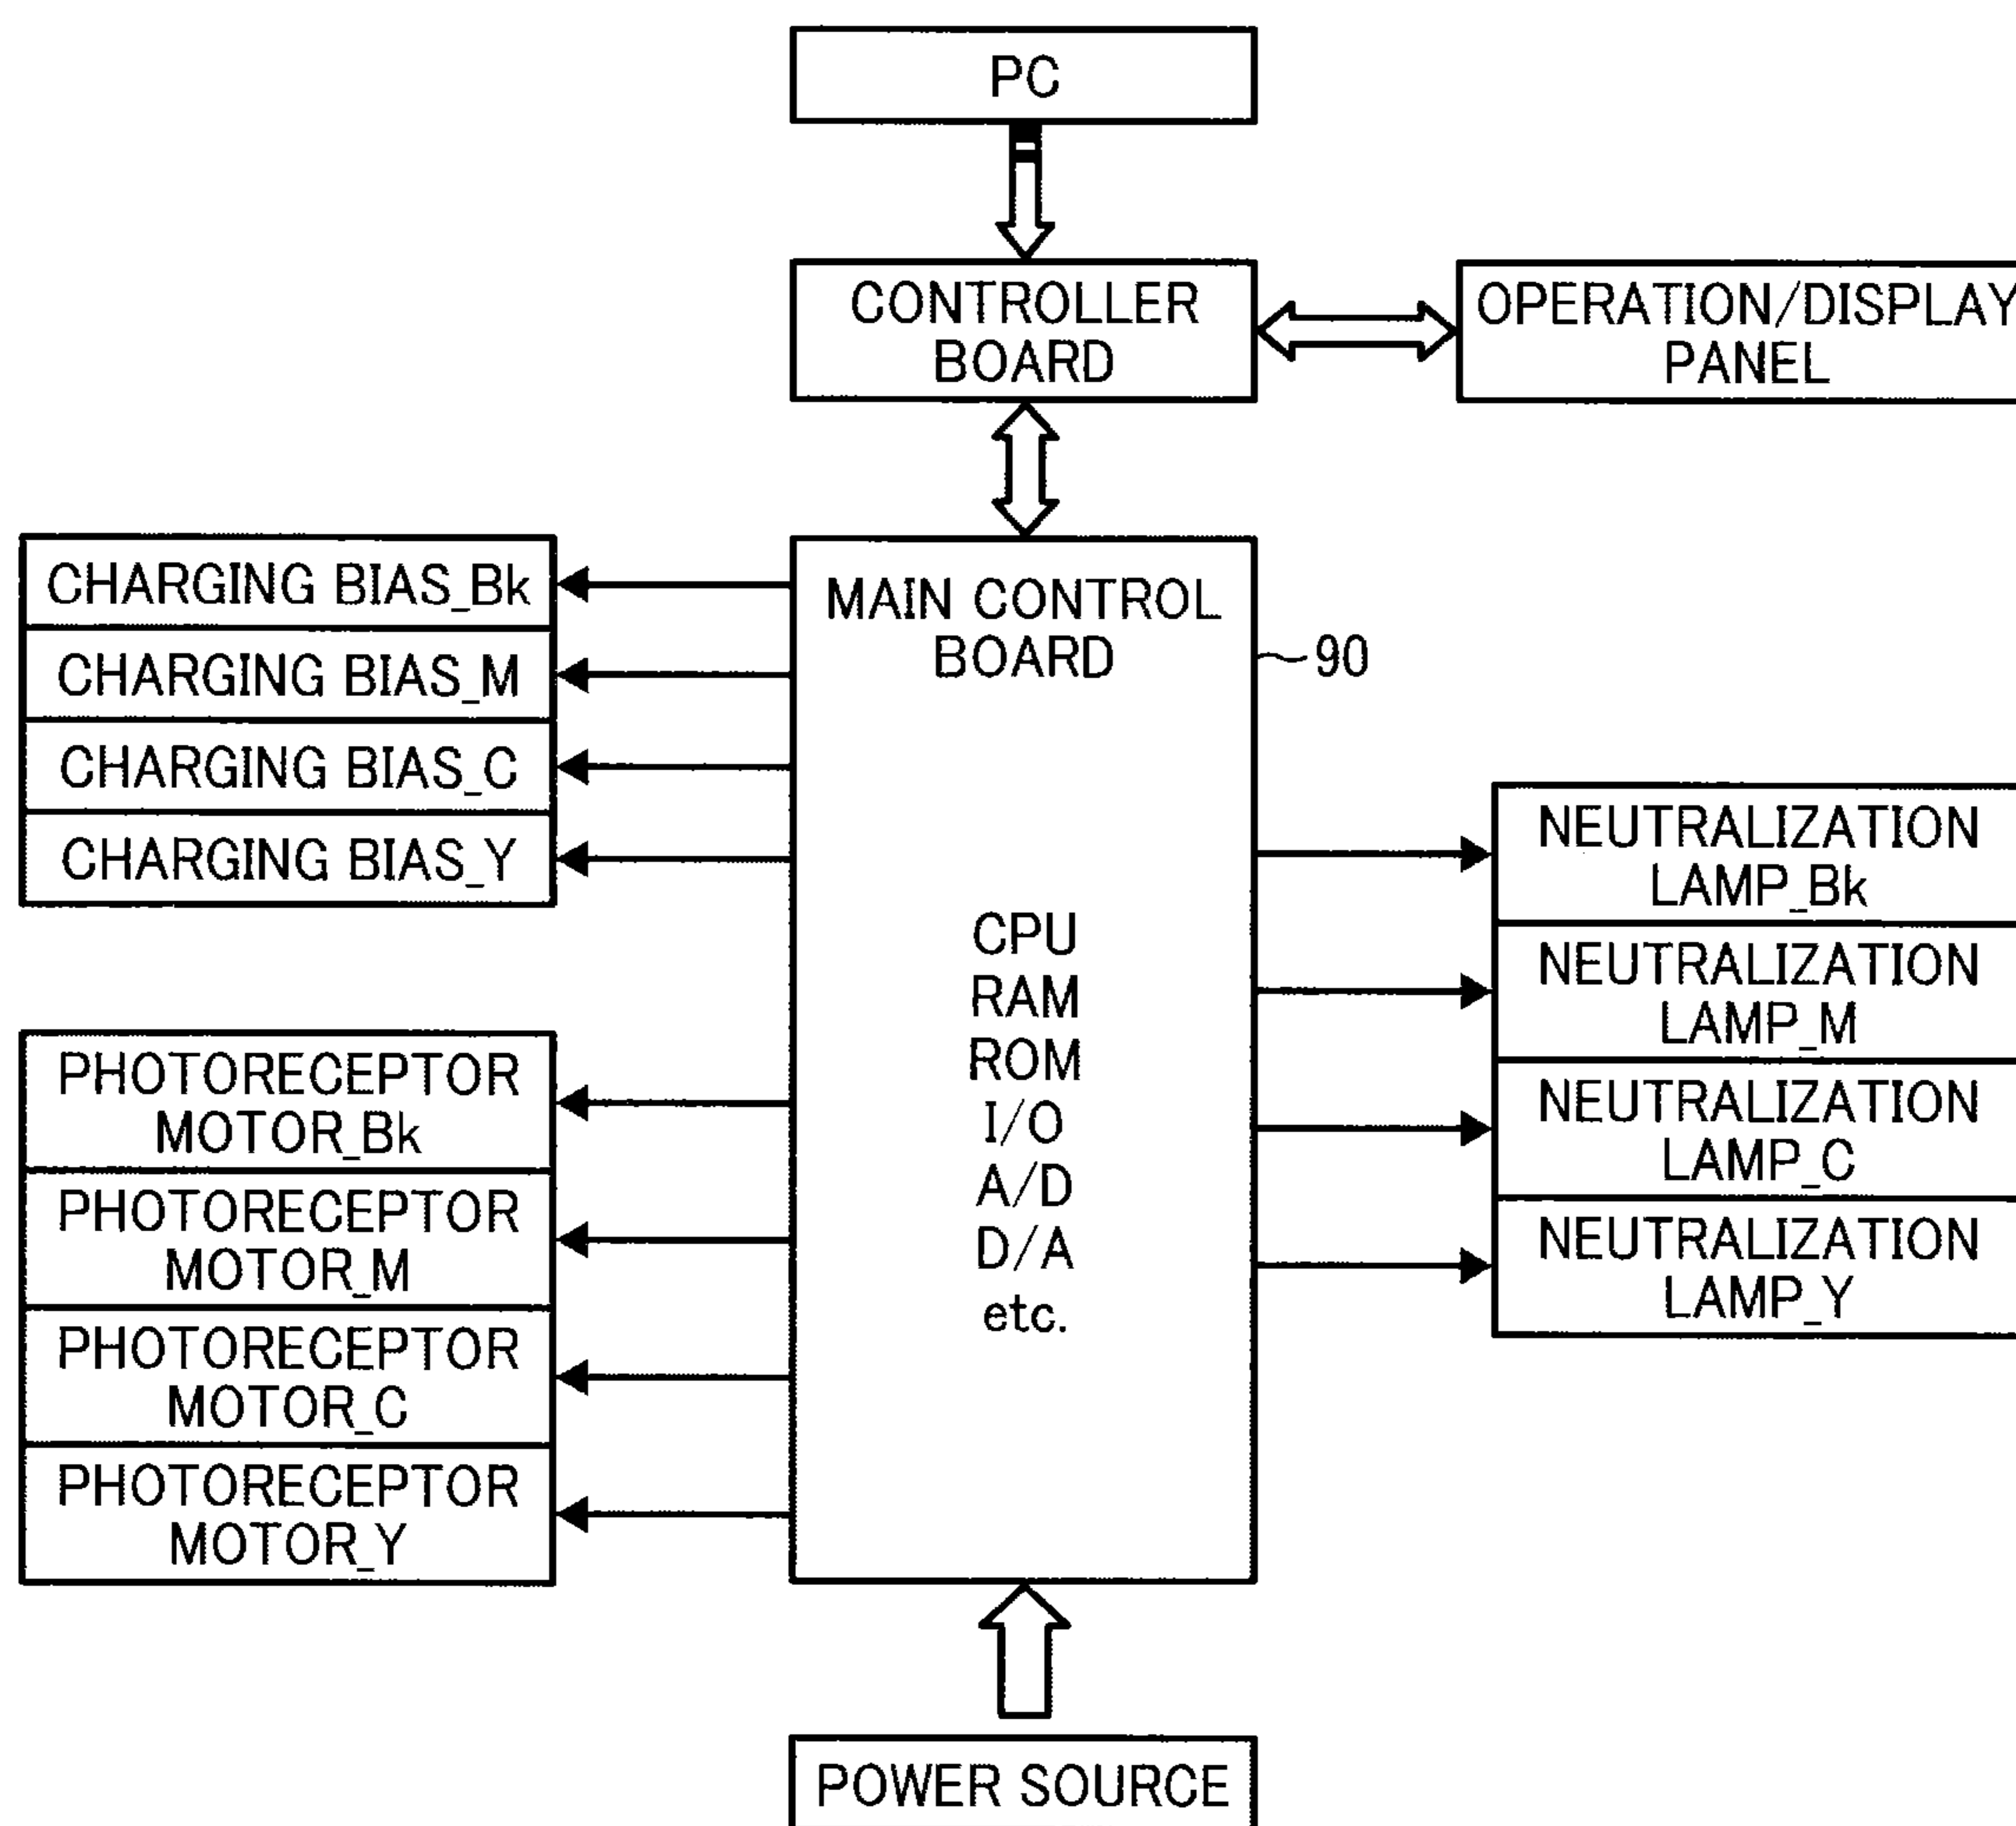 PC
CONTROLLER
BOARD
OPERATION/DISPLAY
PANEL
CHARGING BIAS_Bk
CHARGING BIAS_M
CHARGING BIAS_C
CHARGING BIAS_Y
MAIN CONTROL
BOARD
90
CPU
RAM
ROM
I/O
A/D
D/A
etc.
PHOTORECEPTOR
MOTOR_Bk
PHOTORECEPTOR
MOTOR_M
PHOTORECEPTOR
MOTOR_C
PHOTORECEPTOR
MOTOR_Y
NEUTRALIZATION
LAMP_Bk
NEUTRALIZATION
LAMP_M
NEUTRALIZATION
LAMP_C
NEUTRALIZATION
LAMP_Y
POWER SOURCE